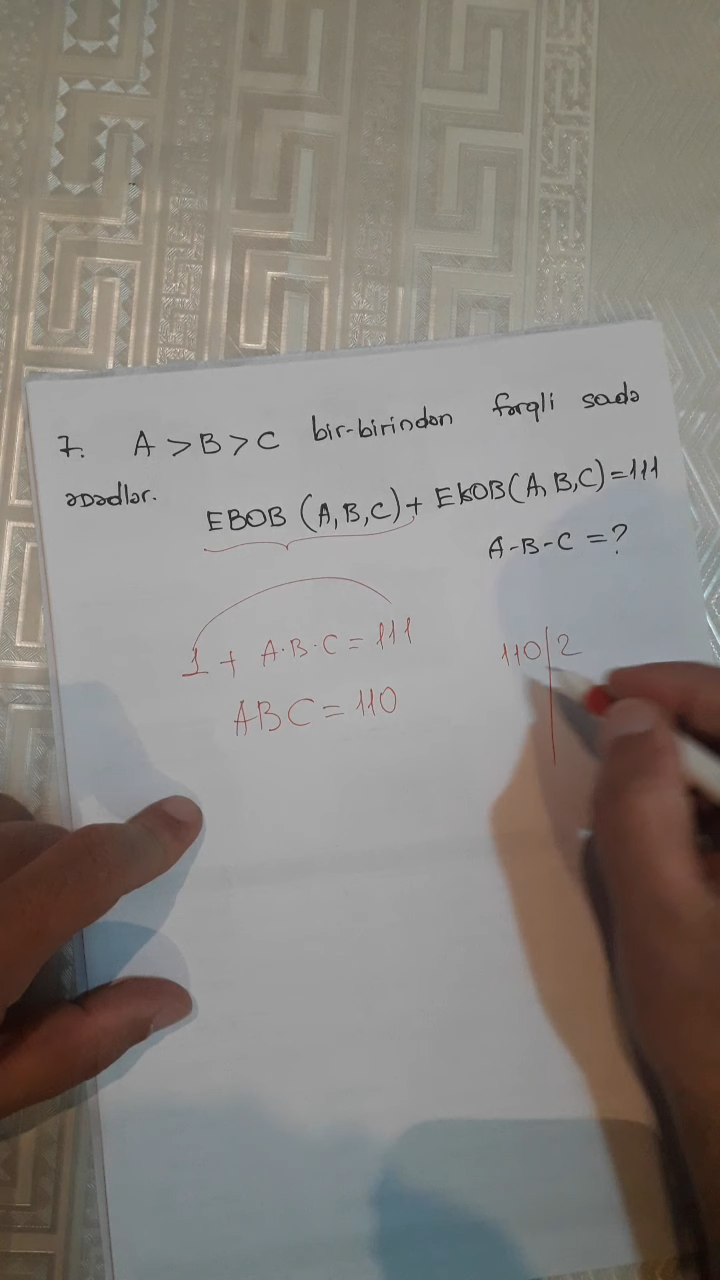 7. A > B > C bir-birindən fərqli sadə
ədədlər.
EBOB (A,B,C) + EKOB(A,B,C)=111
A-B-C =?
1 + A·B·C = 111
ABC = 110
110|2